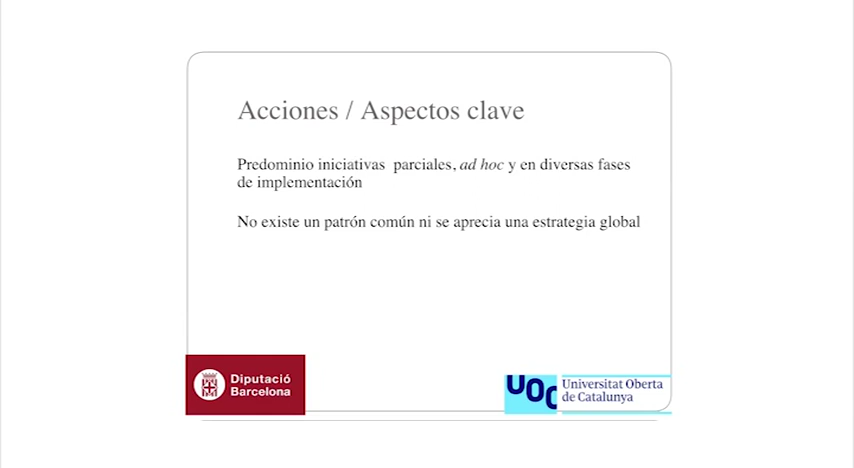 Acciones / Aspectos clave
Predominio iniciativas parciales, ad hoc y en diversas fases
de implementación
No existe un patrón común ni se aprecia una estrategia global
Diputació
Barcelona
UOC
Universitat Oberta
de Catalunya